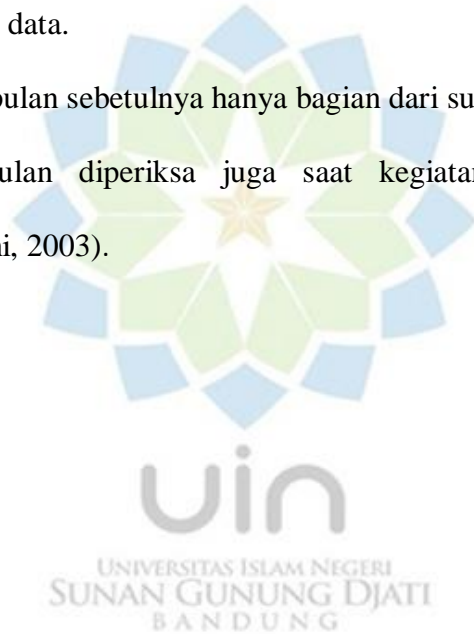 data.
bulan sebetulnya hanya bagian dari su
ulan diperiksa juga saat kegiatan
ni, 2003).
uin
UNIVERSITAS ISLAM NEGERI
SUNAN GUNUNG DJATI
BANDUNG